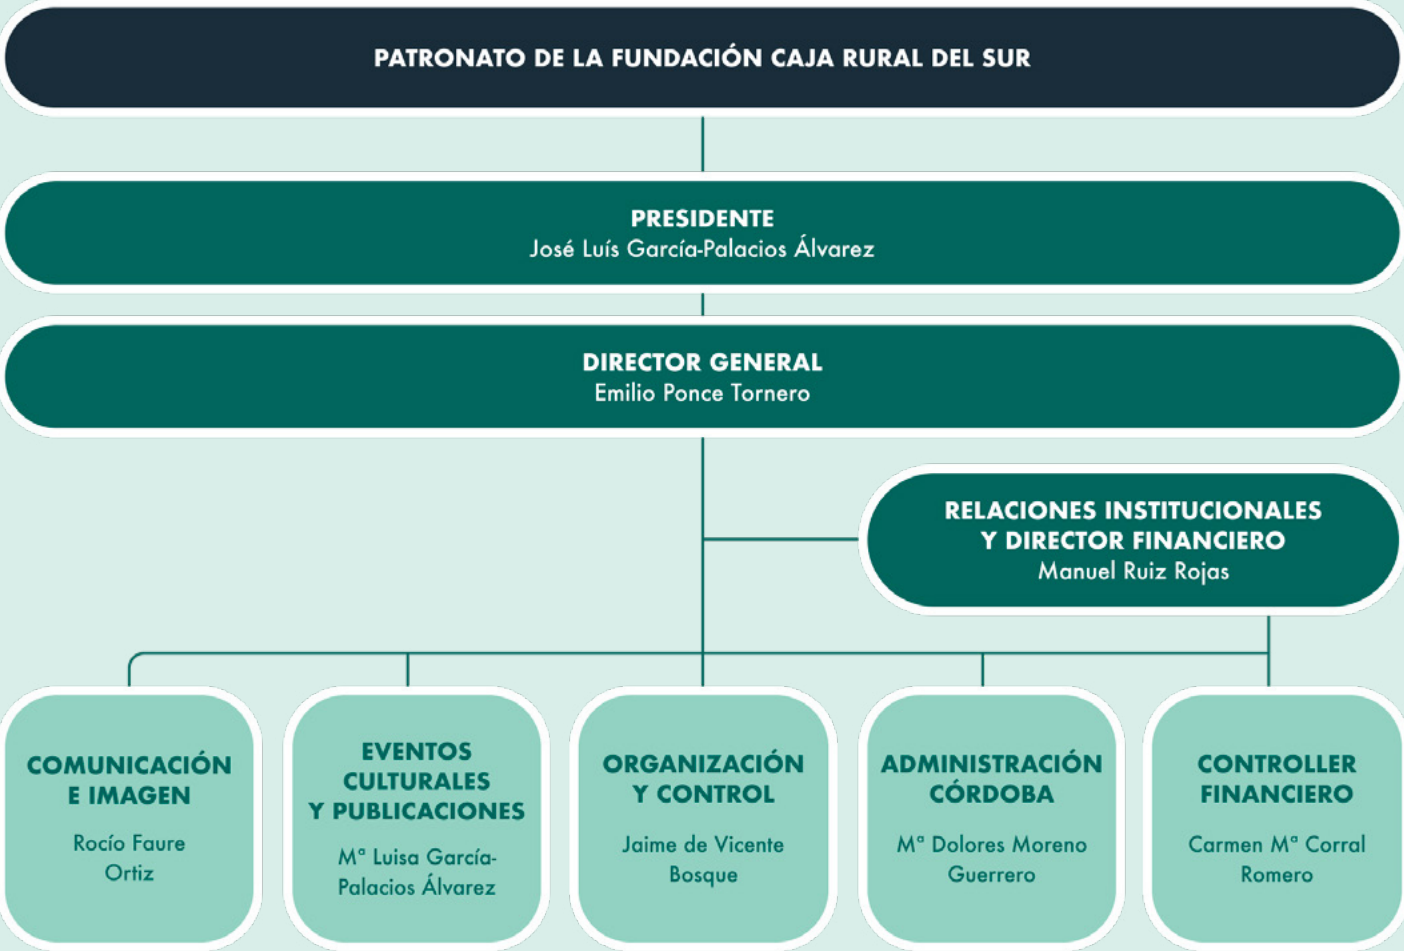 PATRONATO DE LA FUNDACIÓN CAJA RURAL DEL SUR
PRESIDENTE
José Luís García-Palacios Álvarez
DIRECTOR GENERAL
Emilio Ponce Tornero
RELACIONES INSTITUCIONALES
Y DIRECTOR FINANCIERO
Manuel Ruiz Rojas
COMUNICACIÓN
E IMAGEN
Rocío Faure
Ortiz
EVENTOS
CULTURALES
Y PUBLICACIONES
Mª Luisa García-
Palacios Álvarez
ORGANIZACIÓN
Y CONTROL
Jaime de Vicente
Bosque
ADMINISTRACIÓN
CÓRDOBA
Mª Dolores Moreno
Guerrero
CONTROLLER
FINANCIERO
Carmen Mª Corral
Romero